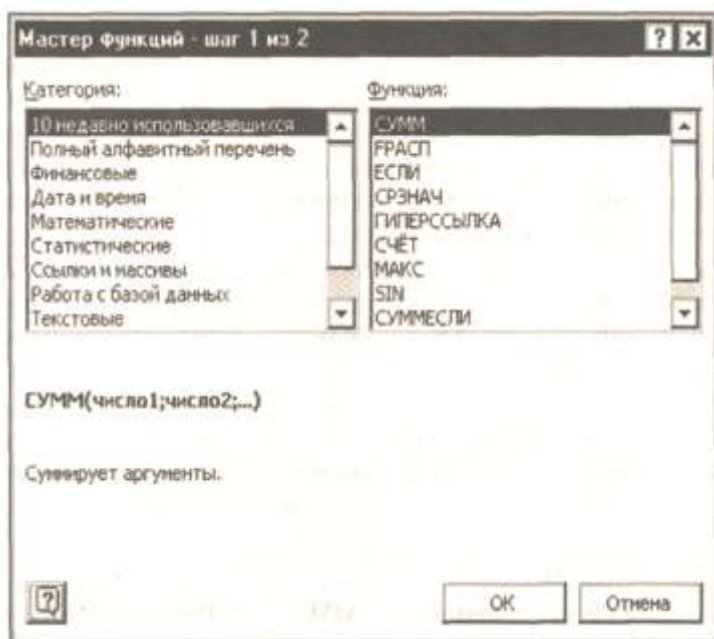 Мастер функций - шаг 1 из 2
Категория:
10 недавно использовавшихся
Полный алфавитный перечень
Финансовые
Дата и время
Математические
Статистические
Ссылки и массивы
Работа с базой данных
Текстовые
Функция:
СУММ
FРАСП
ЕСЛИ
СРЗНАЧ
ГИПЕРССЫЛКА
СЧЁТ
МАКС
SIN
СУММЕСЛИ
СУММ(число1;число2;...)
Суммирует аргументы.
ОК
Отмена